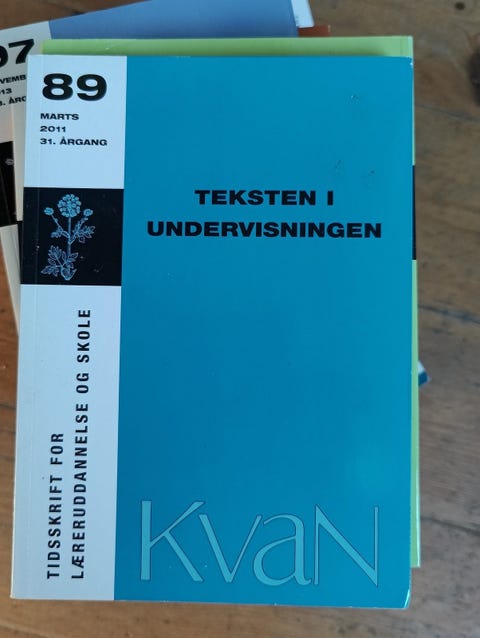 89
MARTS
2011
31. ÅRGANG
TEKSTEN I
UNDERVISNINGEN
TIDSSKRIFT FOR
LÆRERUDDANNELSE OG SKOLE
KvaN